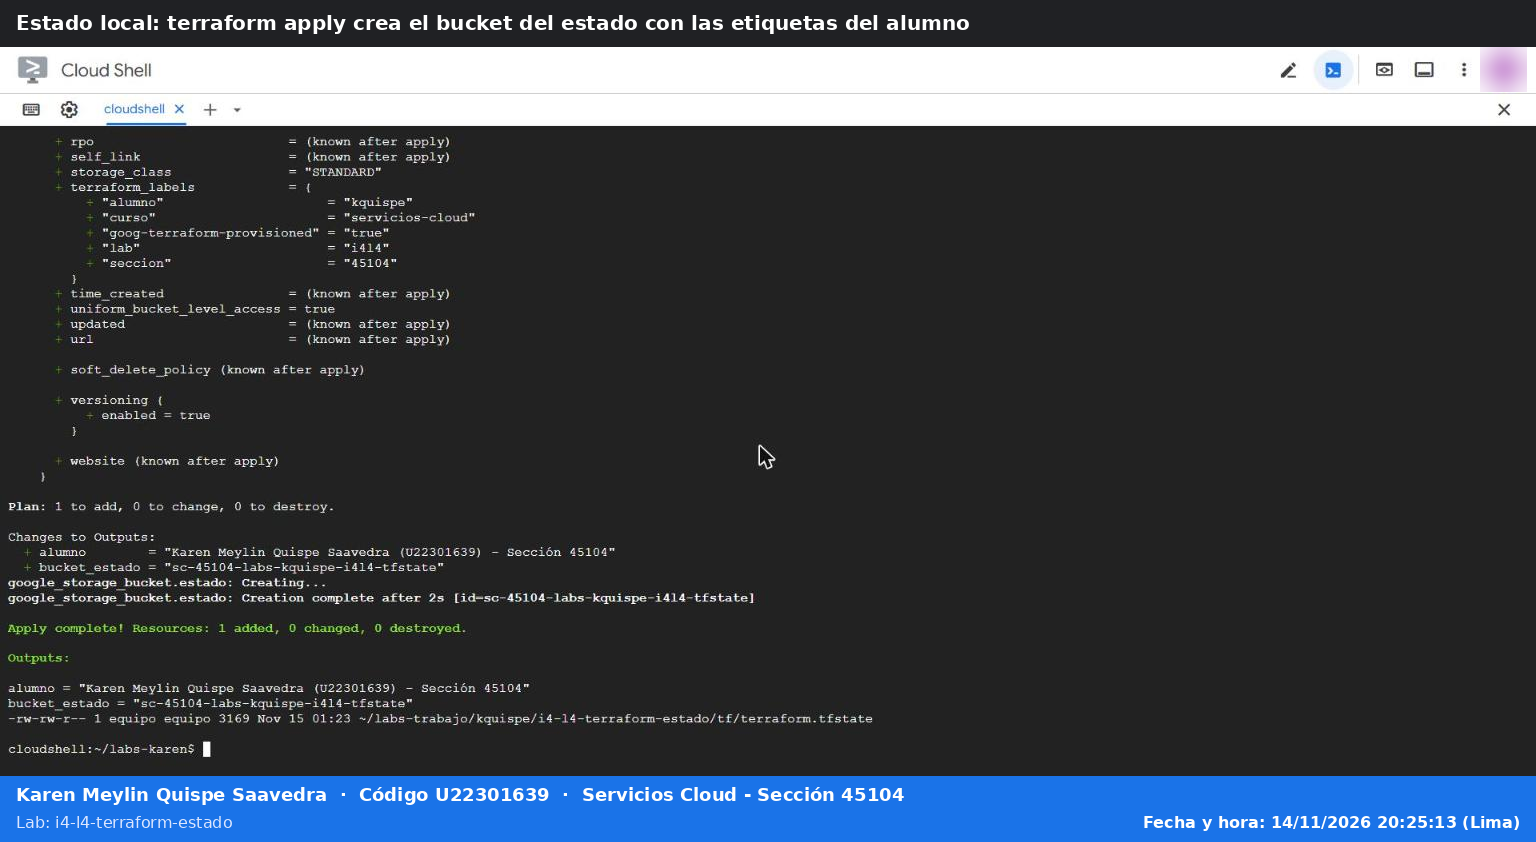 Estado local: terraform apply crea el bucket del estado con las etiquetas del alumno
Cloud Shell
cloudshell
+ rpo = (known after apply)
+ self_link = (known after apply)
+ storage_class = "STANDARD"
+ terraform_labels = {
+ "alumno" = "kquispe"
+ "curso" = "servicios-cloud"
+ "goog-terraform-provisioned" = "true"
+ "lab" = "i4l4"
+ "seccion" = "45104"
}
+ time_created = (known after apply)
+ uniform_bucket_level_access = true
+ updated = (known after apply)
+ url = (known after apply)
+ soft_delete_policy (known after apply)
+ versioning {
+ enabled = true
}
+ website (known after apply)
}
Plan: 1 to add, 0 to change, 0 to destroy.
Changes to Outputs:
+ alumno = "Karen Meylin Quispe Saavedra (U22301639) - Sección 45104"
+ bucket_estado = "sc-45104-labs-kquispe-i4l4-tfstate"
google_storage_bucket.estado: Creating...
google_storage_bucket.estado: Creation complete after 2s [id=sc-45104-labs-kquispe-i4l4-tfstate]
Apply complete! Resources: 1 added, 0 changed, 0 destroyed.
Outputs:
alumno = "Karen Meylin Quispe Saavedra (U22301639) - Sección 45104"
bucket_estado = "sc-45104-labs-kquispe-i4l4-tfstate"
-rw-rw-r-- 1 equipo equipo 3169 Nov 15 01:23 ~/labs-trabajo/kquispe/i4-l4-terraform-estado/tf/terraform.tfstate
cloudshell:~/labs-karen$
Karen Meylin Quispe Saavedra · Código U22301639 · Servicios Cloud - Sección 45104
Lab: i4-l4-terraform-estado
Fecha y hora: 14/11/2026 20:25:13 (Lima)